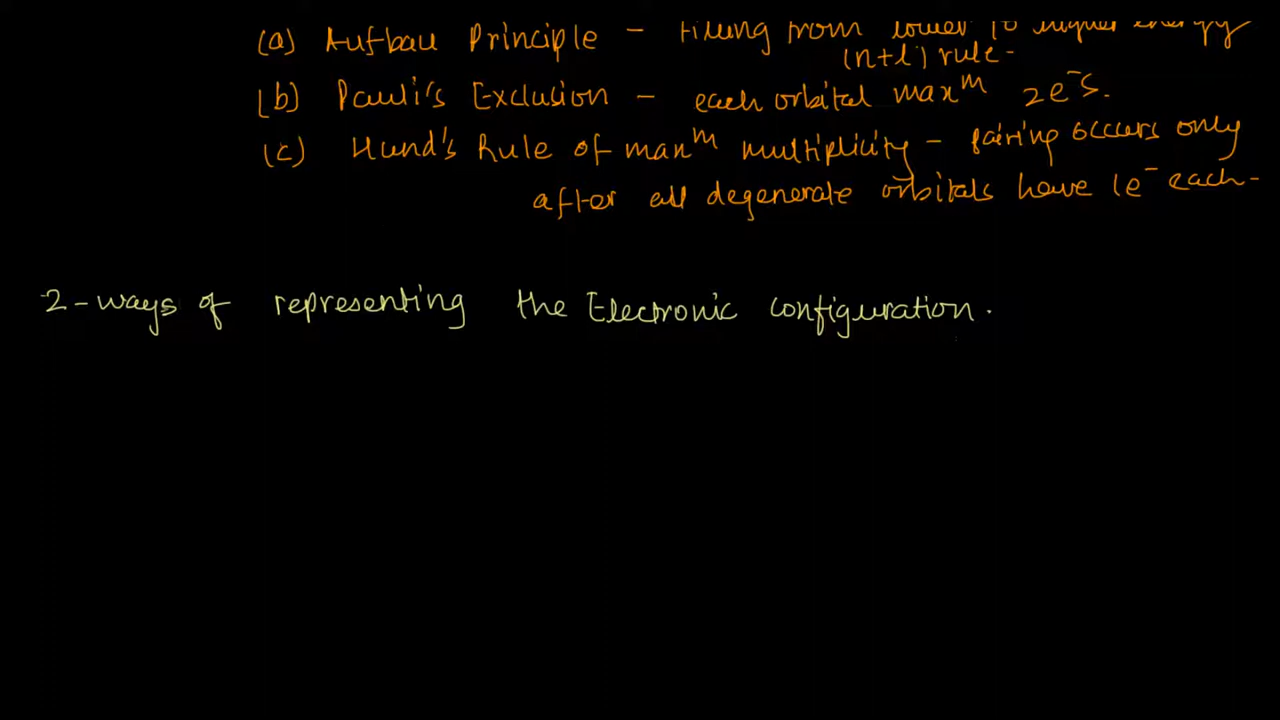 (a) Aufbau Principle - filling from lower to higher energy
(n+l) rule-
(b) Pauli's Exclusion - each orbital maxᵐ 2e⁻s.
(c) Hund's Rule of maxᵐ multiplicity - pairing occurs only
after all degenerate orbitals have 1e⁻ each-
2-ways of representing the Electronic configuration.